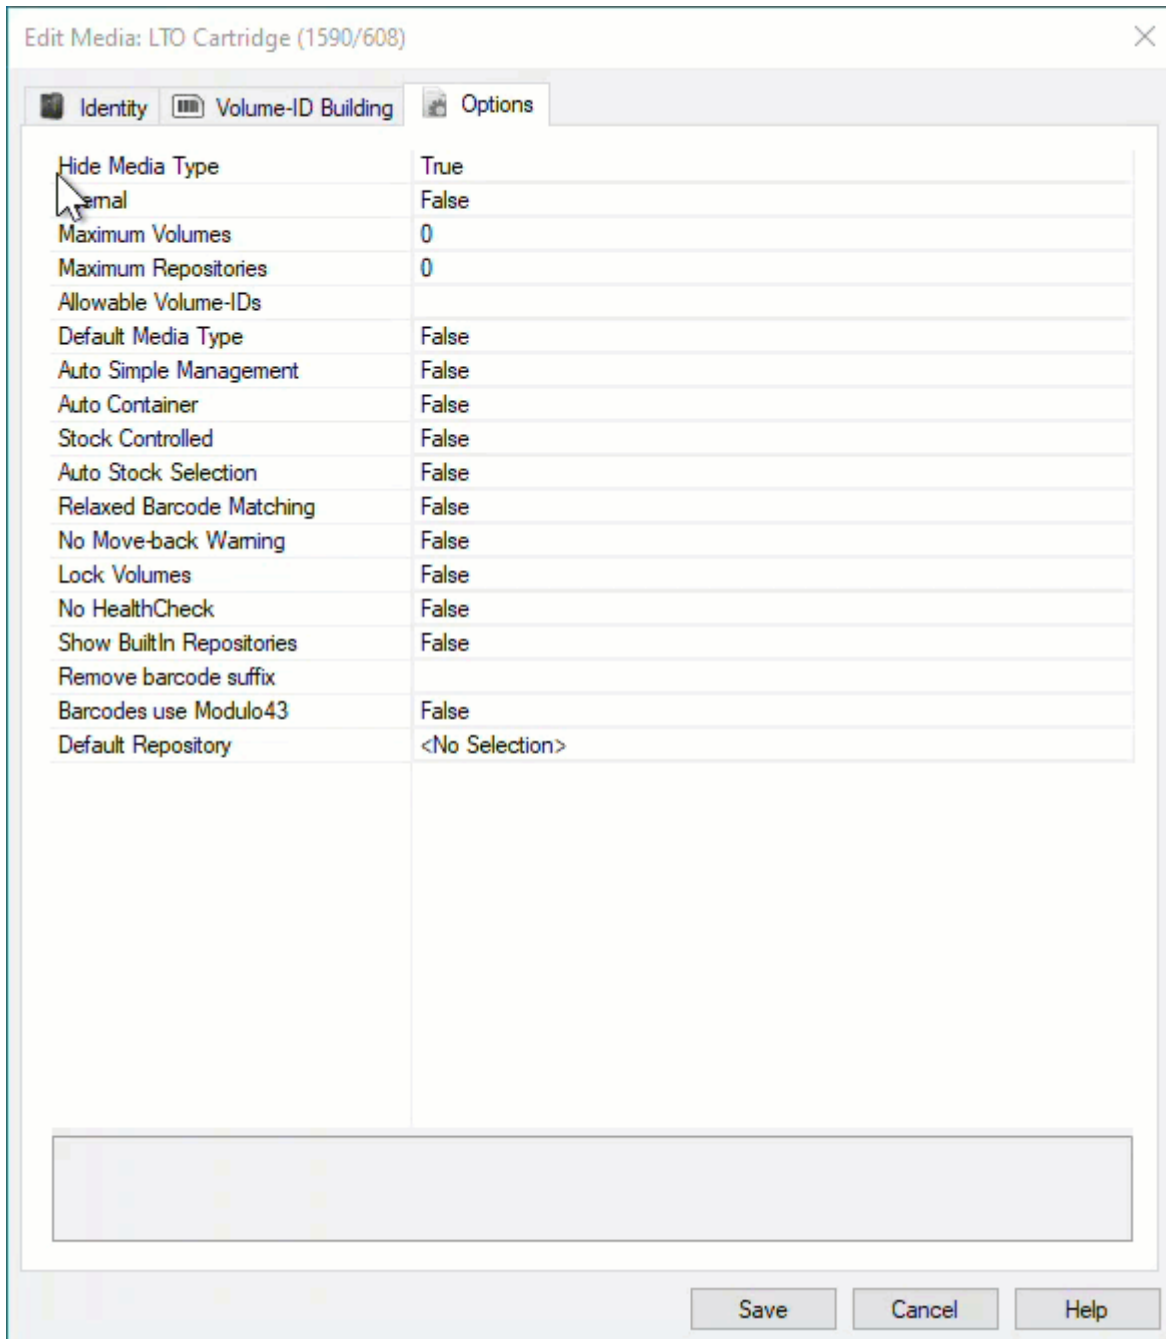 Edit Media: LTO Cartridge (1590/608)
Identity Volume-ID Building Options
Hide Media Type True
False
Maximum Volumes 0
Maximum Repositories 0
Allowable Volume-IDs
Default Media Type False
Auto Simple Management False
Auto Container False
Stock Controlled False
Auto Stock Selection False
Relaxed Barcode Matching False
No Move-back Warning False
Lock Volumes False
No HealthCheck False
Show BuiltIn Repositories False
Remove barcode suffix
Barcodes use Modulo43 False
Default Repository <No Selection>
Save Cancel Help